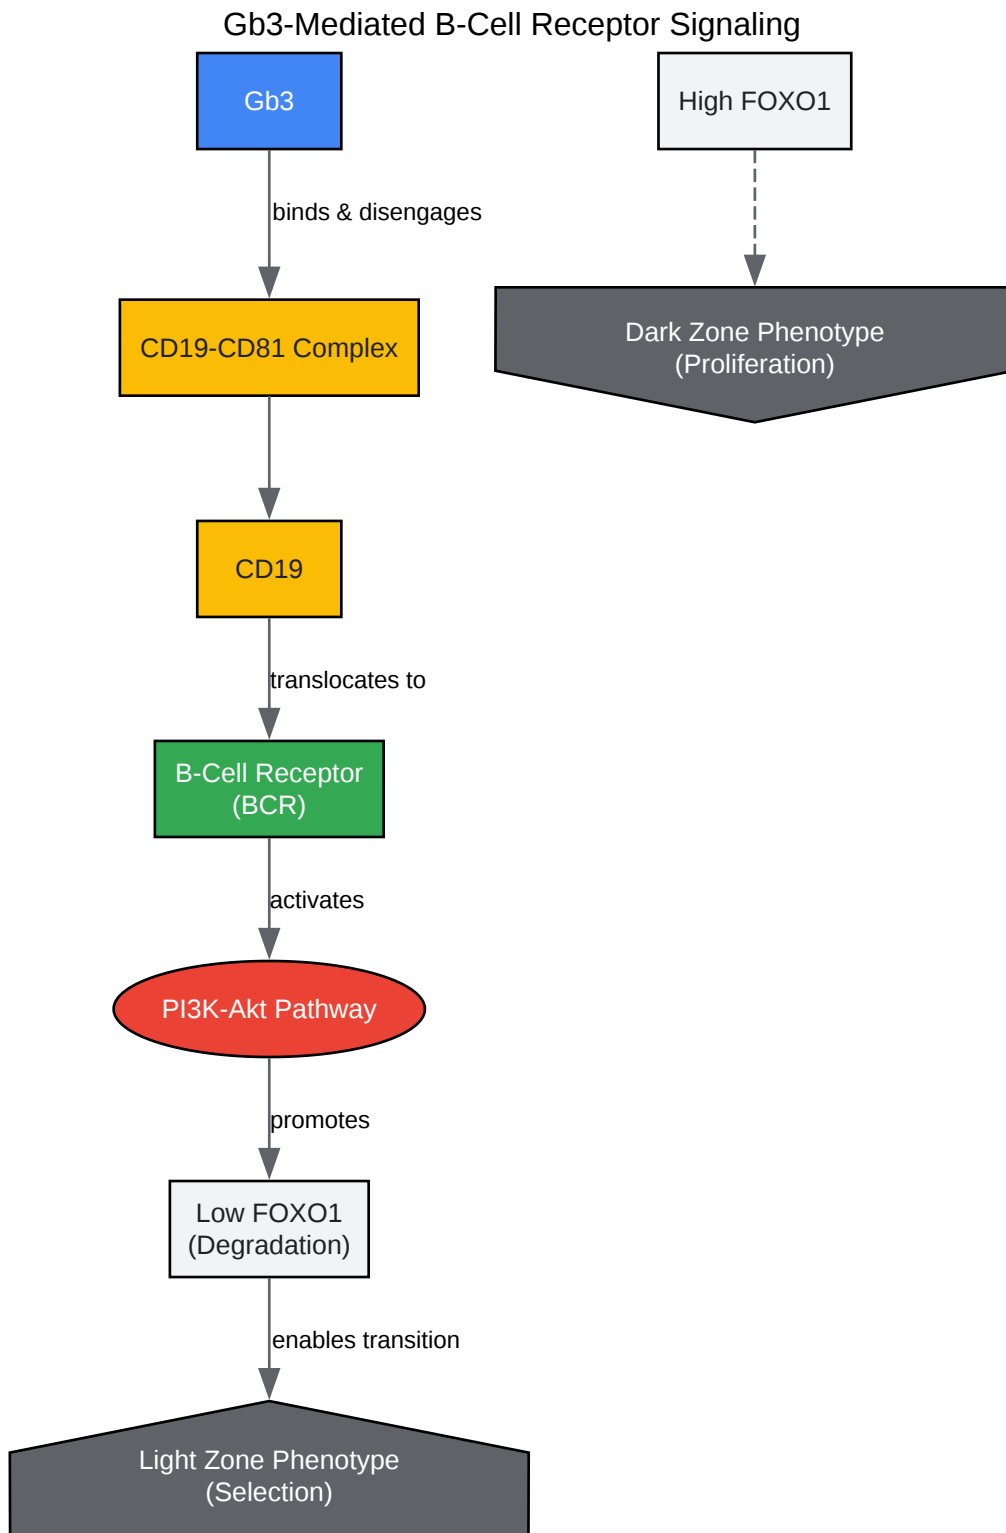 Gb3-Mediated B-Cell Receptor Signaling
Gb3
High FOXO1
binds & disengages
CD19-CD81 Complex
Dark Zone Phenotype
(Proliferation)
CD19
translocates to
B-Cell Receptor
(BCR)
activates
PI3K-Akt Pathway
promotes
Low FOXO1
(Degradation)
enables transition
Light Zone Phenotype
(Selection)